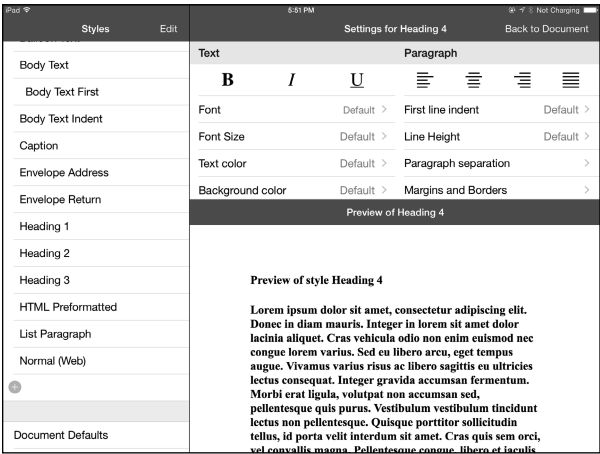 iPad 5:51 PM Not Charging
Styles Edit
Settings for Heading 4 Back to Document
Body Text
Body Text First
Body Text Indent
Caption
Envelope Address
Envelope Return
Heading 1
Heading 2
Heading 3
HTML Preformatted
List Paragraph
Normal (Web)
Document Defaults
Text Paragraph
B I U
Font Default > First line indent Default >
Font Size Default > Line Height Default >
Text color Default > Paragraph separation >
Background color Default > Margins and Borders >
Preview of Heading 4
Preview of style Heading 4
Lorem ipsum dolor sit amet, consectetur adipiscing elit.
Donec in diam mauris. Integer in lorem sit amet dolor
lacinia aliquet. Cras vehicula odio non enim euismod nec
congue lorem varius. Sed eu libero arcu, eget tempus
augue. Vivamus varius risus ac libero sagittis eu ultricies
lectus consequat. Integer gravida accumsan fermentum.
Morbi erat ligula, volutpat non accumsan sed,
pellentesque quis purus. Vestibulum vestibulum tincidunt
lectus non pellentesque. Quisque porttitor sollicitudin
tellus, id porta velit interdum sit amet. Cras quis sem orci,
vel convallis magna. Pellentesque congue, libero et iaculis